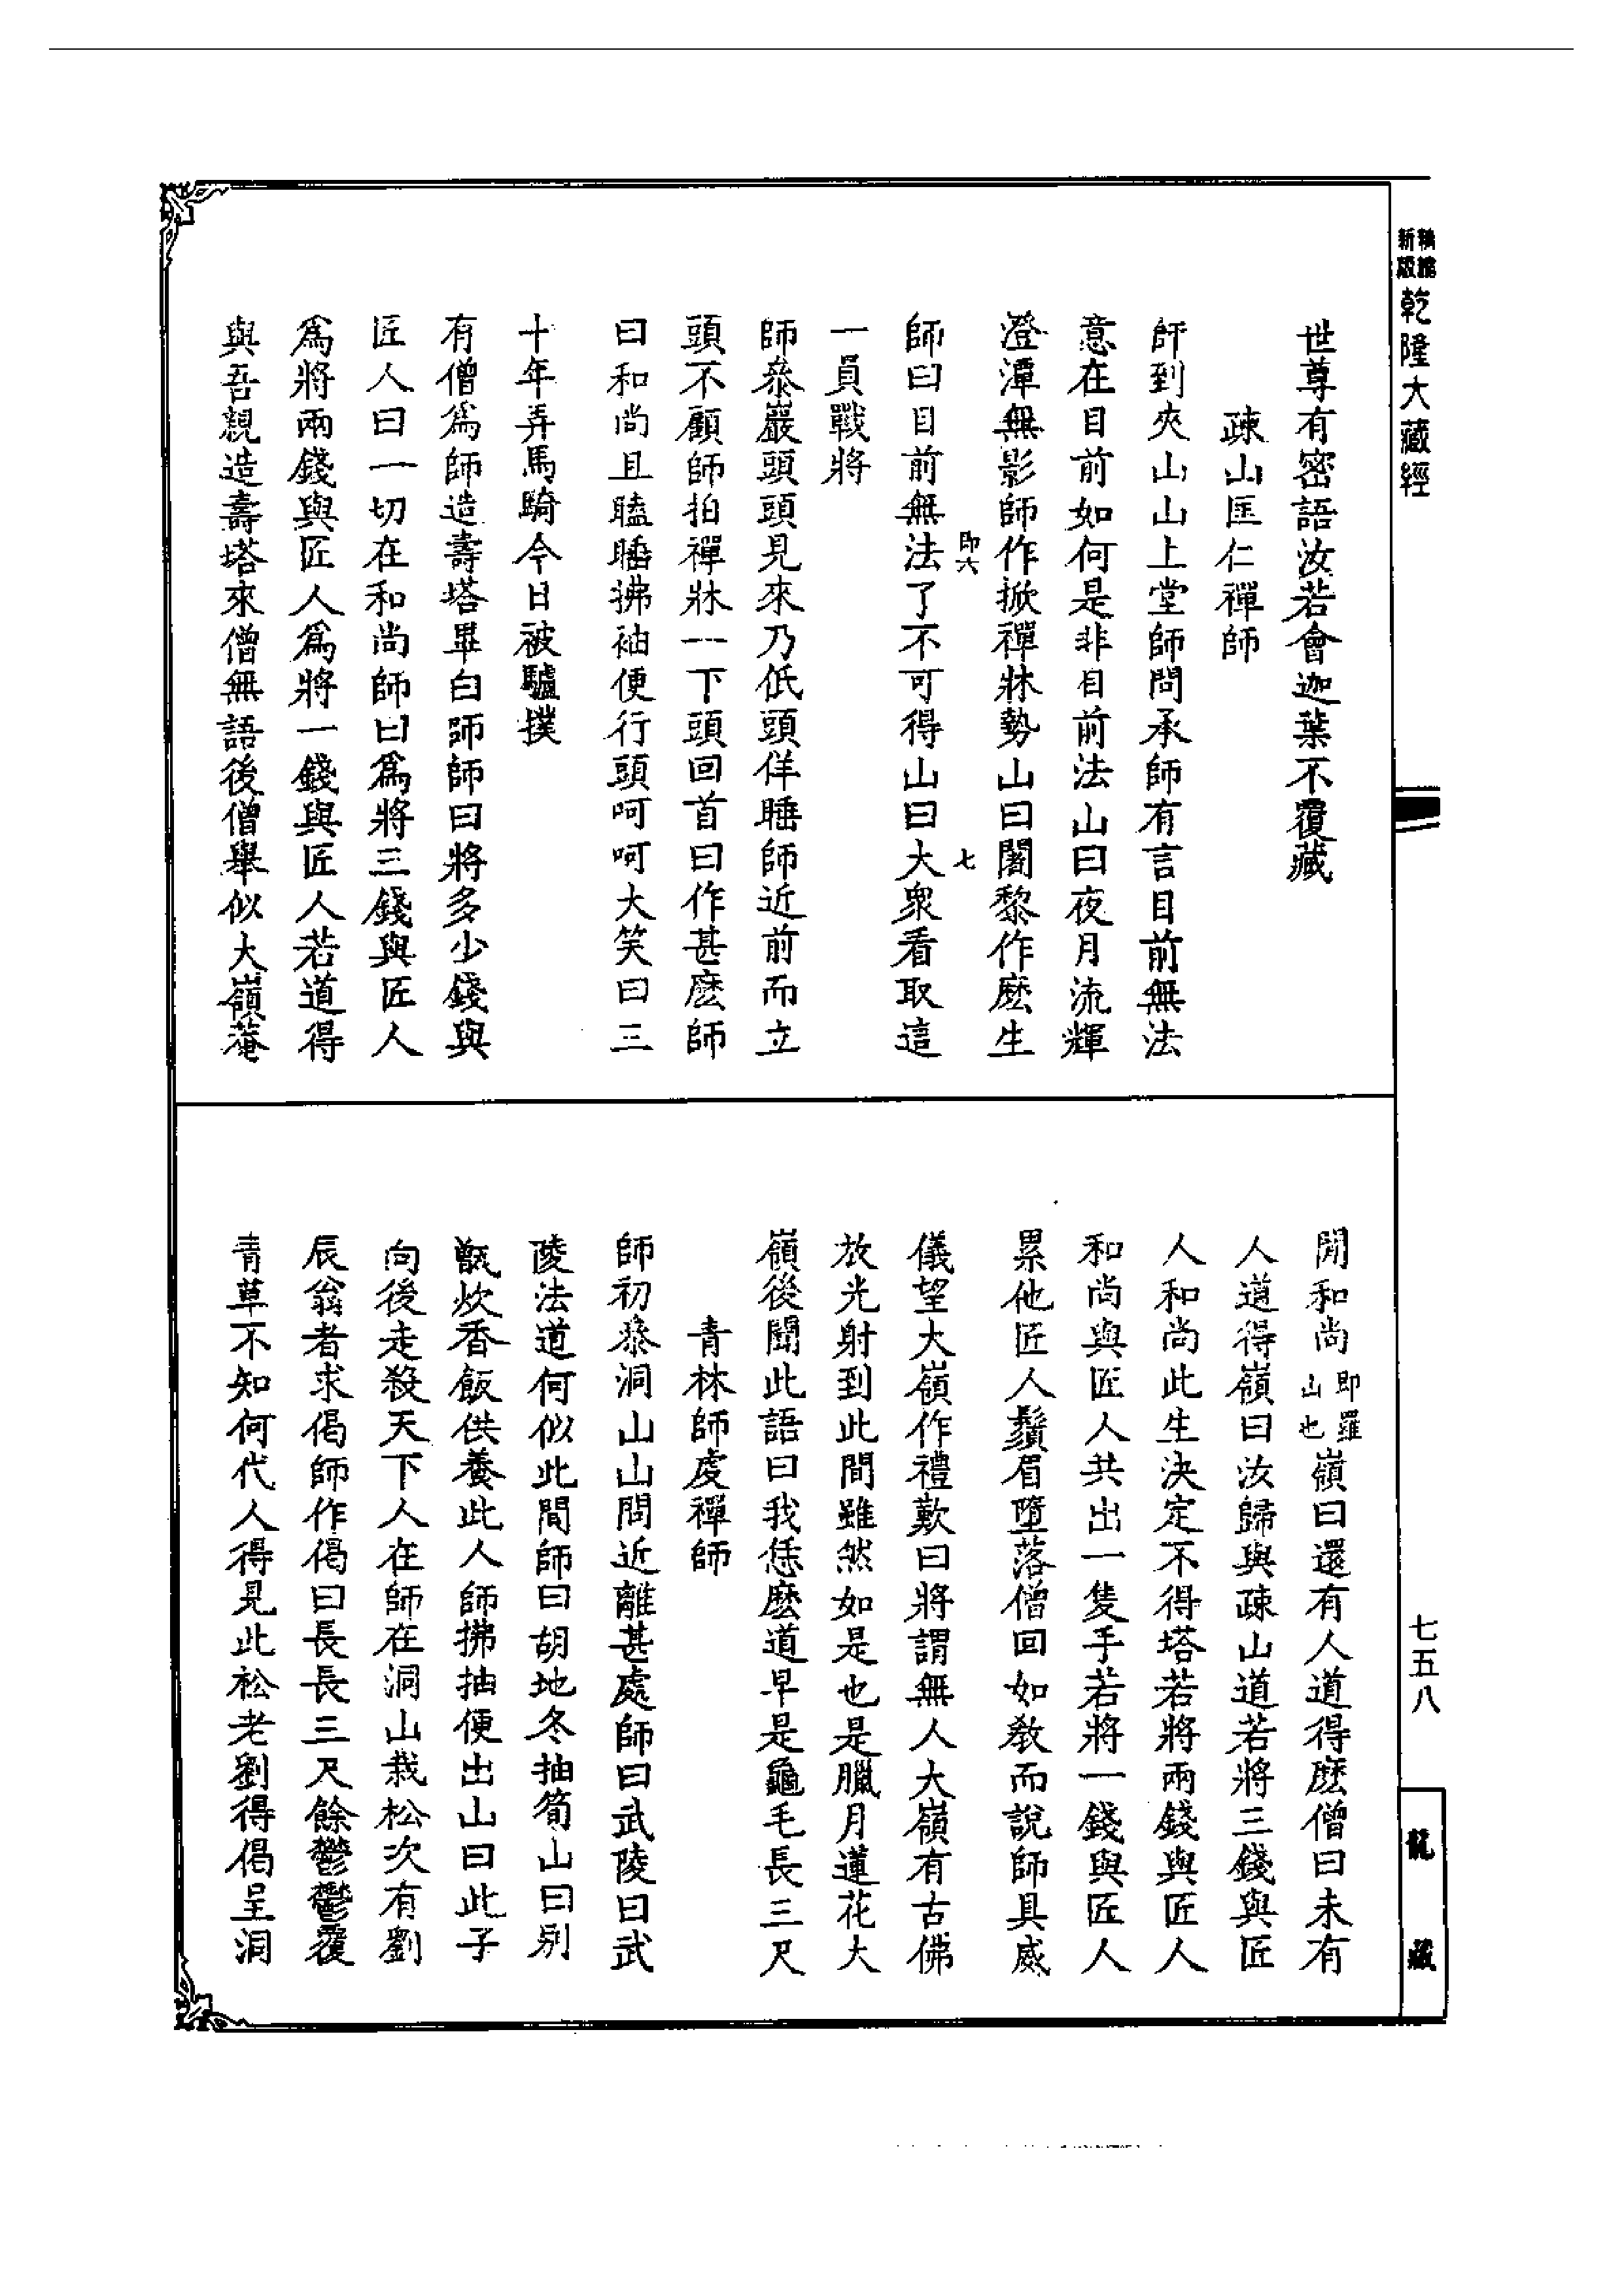 新版
精縮
乾隆大藏經
世尊有密語汝若會迦葉不覆藏
疎山匡仁禪師
師到夾山山上堂師問承師有言目前無法
意在目前如何是非目前法山曰夜月流輝
澄潭無影師作掀禪牀勢山曰闍黎作麽生
即六
七
師曰目前無法了不可得山曰大衆看取這
一員戰將
師叅巖頭頭見來乃低頭佯睡師近前而立
頭不顧師拍禪牀一下頭回首曰作甚麽師
曰和尚且瞌睡拂袖便行頭呵呵大笑曰三
十年弄馬騎今日被驢撲
有僧爲師造壽塔畢白師師曰將多少錢與
匠人曰一切在和尚師曰爲將三錢與匠人
爲將兩錢與匠人爲將一錢與匠人若道得
與吾親造壽塔來僧無語後僧舉似大嶺菴
閒和尚即羅山也嶺曰還有人道得麽僧曰未有
人道得嶺曰汝歸與疎山道若將三錢與匠
人和尚此生決定不得塔若將兩錢與匠人
和尚與匠人共出一隻手若將一錢與匠人
累他匠人鬚眉墮落僧回如教而說師具威
儀望大嶺作禮歎曰將謂無人大嶺有古佛
放光射到此間雖然如是也是臘月蓮花大
嶺後聞此語曰我恁麽道早是龜毛長三尺
青林師虔禪師
師初叅洞山山問近離甚處師曰武陵曰武
陵法道何似此間師曰胡地冬抽筍山曰别
甑炊香飯供養此人師拂抽便出山曰此子
向後走殺天下人在師在洞山栽松次有劉
辰翁者求偈師作偈曰長長三尺餘鬱鬱覆
青草不知何代人得見此松老劉得偈呈洞
七五八
龍藏